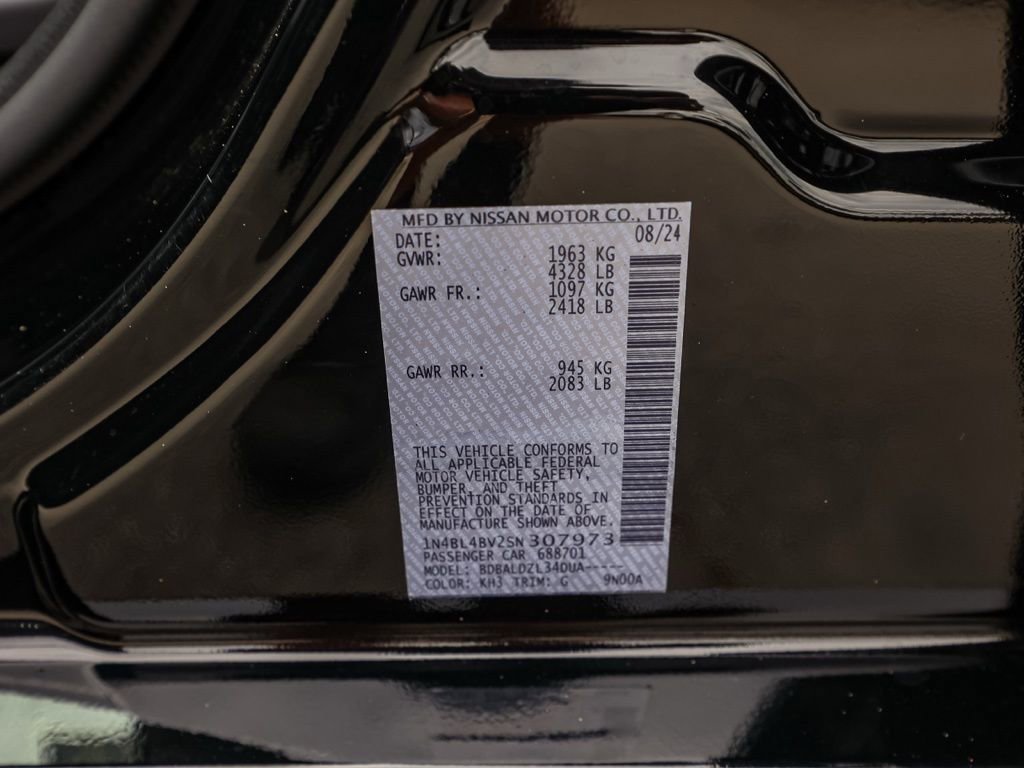 MFD BY NISSAN MOTOR CO., LTD.
DATE: 08/24
GVWR: 1963 KG
4328 LB
GAWR FR.: 1097 KG
2418 LB
GAWR RR.: 945 KG
2083 LB
THIS VEHICLE CONFORMS TO
ALL APPLICABLE FEDERAL
MOTOR VEHICLE SAFETY,
BUMPER, AND THEFT
PREVENTION STANDARDS IN
EFFECT ON THE DATE OF
MANUFACTURE SHOWN ABOVE.
1N4BL4BV2SN307973
PASSENGER CAR 688701
MODEL: BDBALDZL34DUA-----
COLOR: KH3 TRIM: G 9N00A